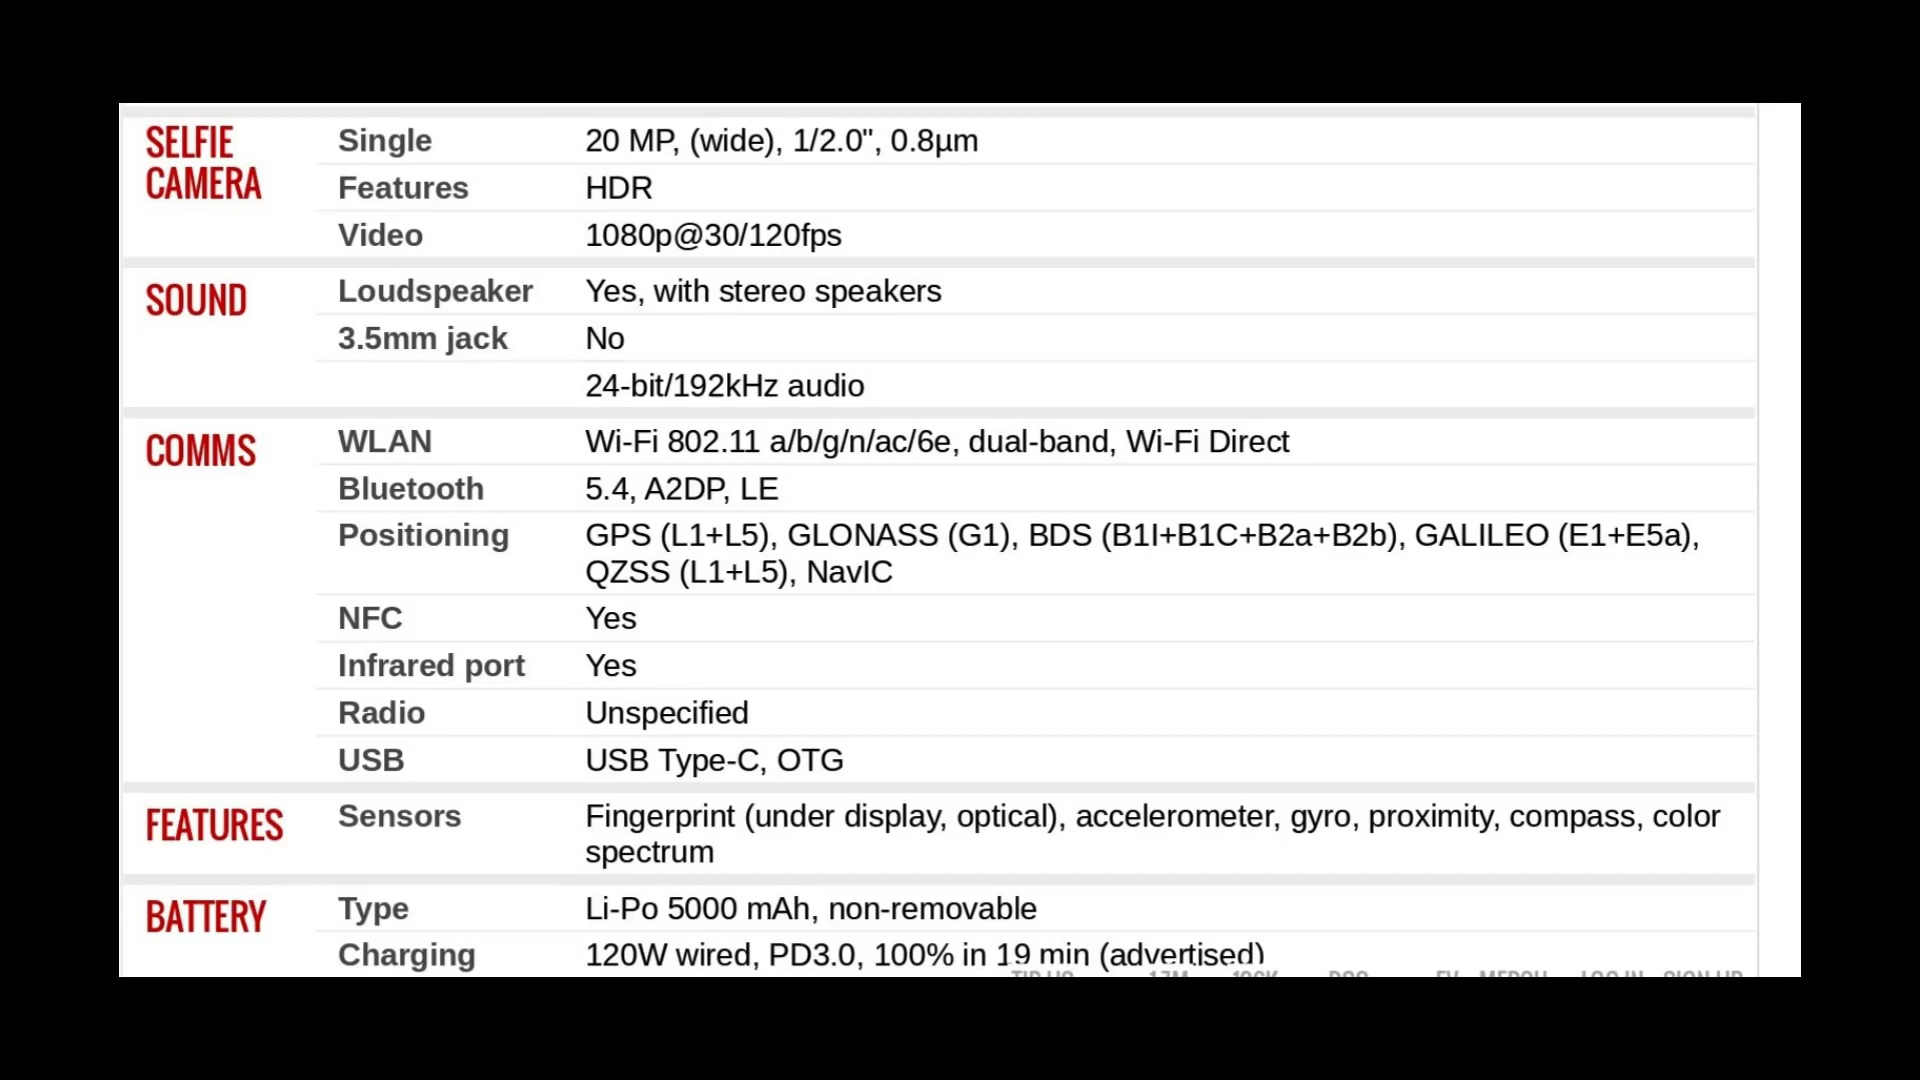 SELFIE CAMERA
Single 20 MP, (wide), 1/2.0", 0.8µm
Features HDR
Video 1080p@30/120fps
SOUND
Loudspeaker Yes, with stereo speakers
3.5mm jack No
24-bit/192kHz audio
COMMS
WLAN Wi-Fi 802.11 a/b/g/n/ac/6e, dual-band, Wi-Fi Direct
Bluetooth 5.4, A2DP, LE
Positioning GPS (L1+L5), GLONASS (G1), BDS (B1I+B1C+B2a+B2b), GALILEO (E1+E5a),
QZSS (L1+L5), NavIC
NFC Yes
Infrared port Yes
Radio Unspecified
USB USB Type-C, OTG
FEATURES
Sensors Fingerprint (under display, optical), accelerometer, gyro, proximity, compass, color
spectrum
BATTERY
Type Li-Po 5000 mAh, non-removable
Charging 120W wired, PD3.0, 100% in 19 min (advertised)